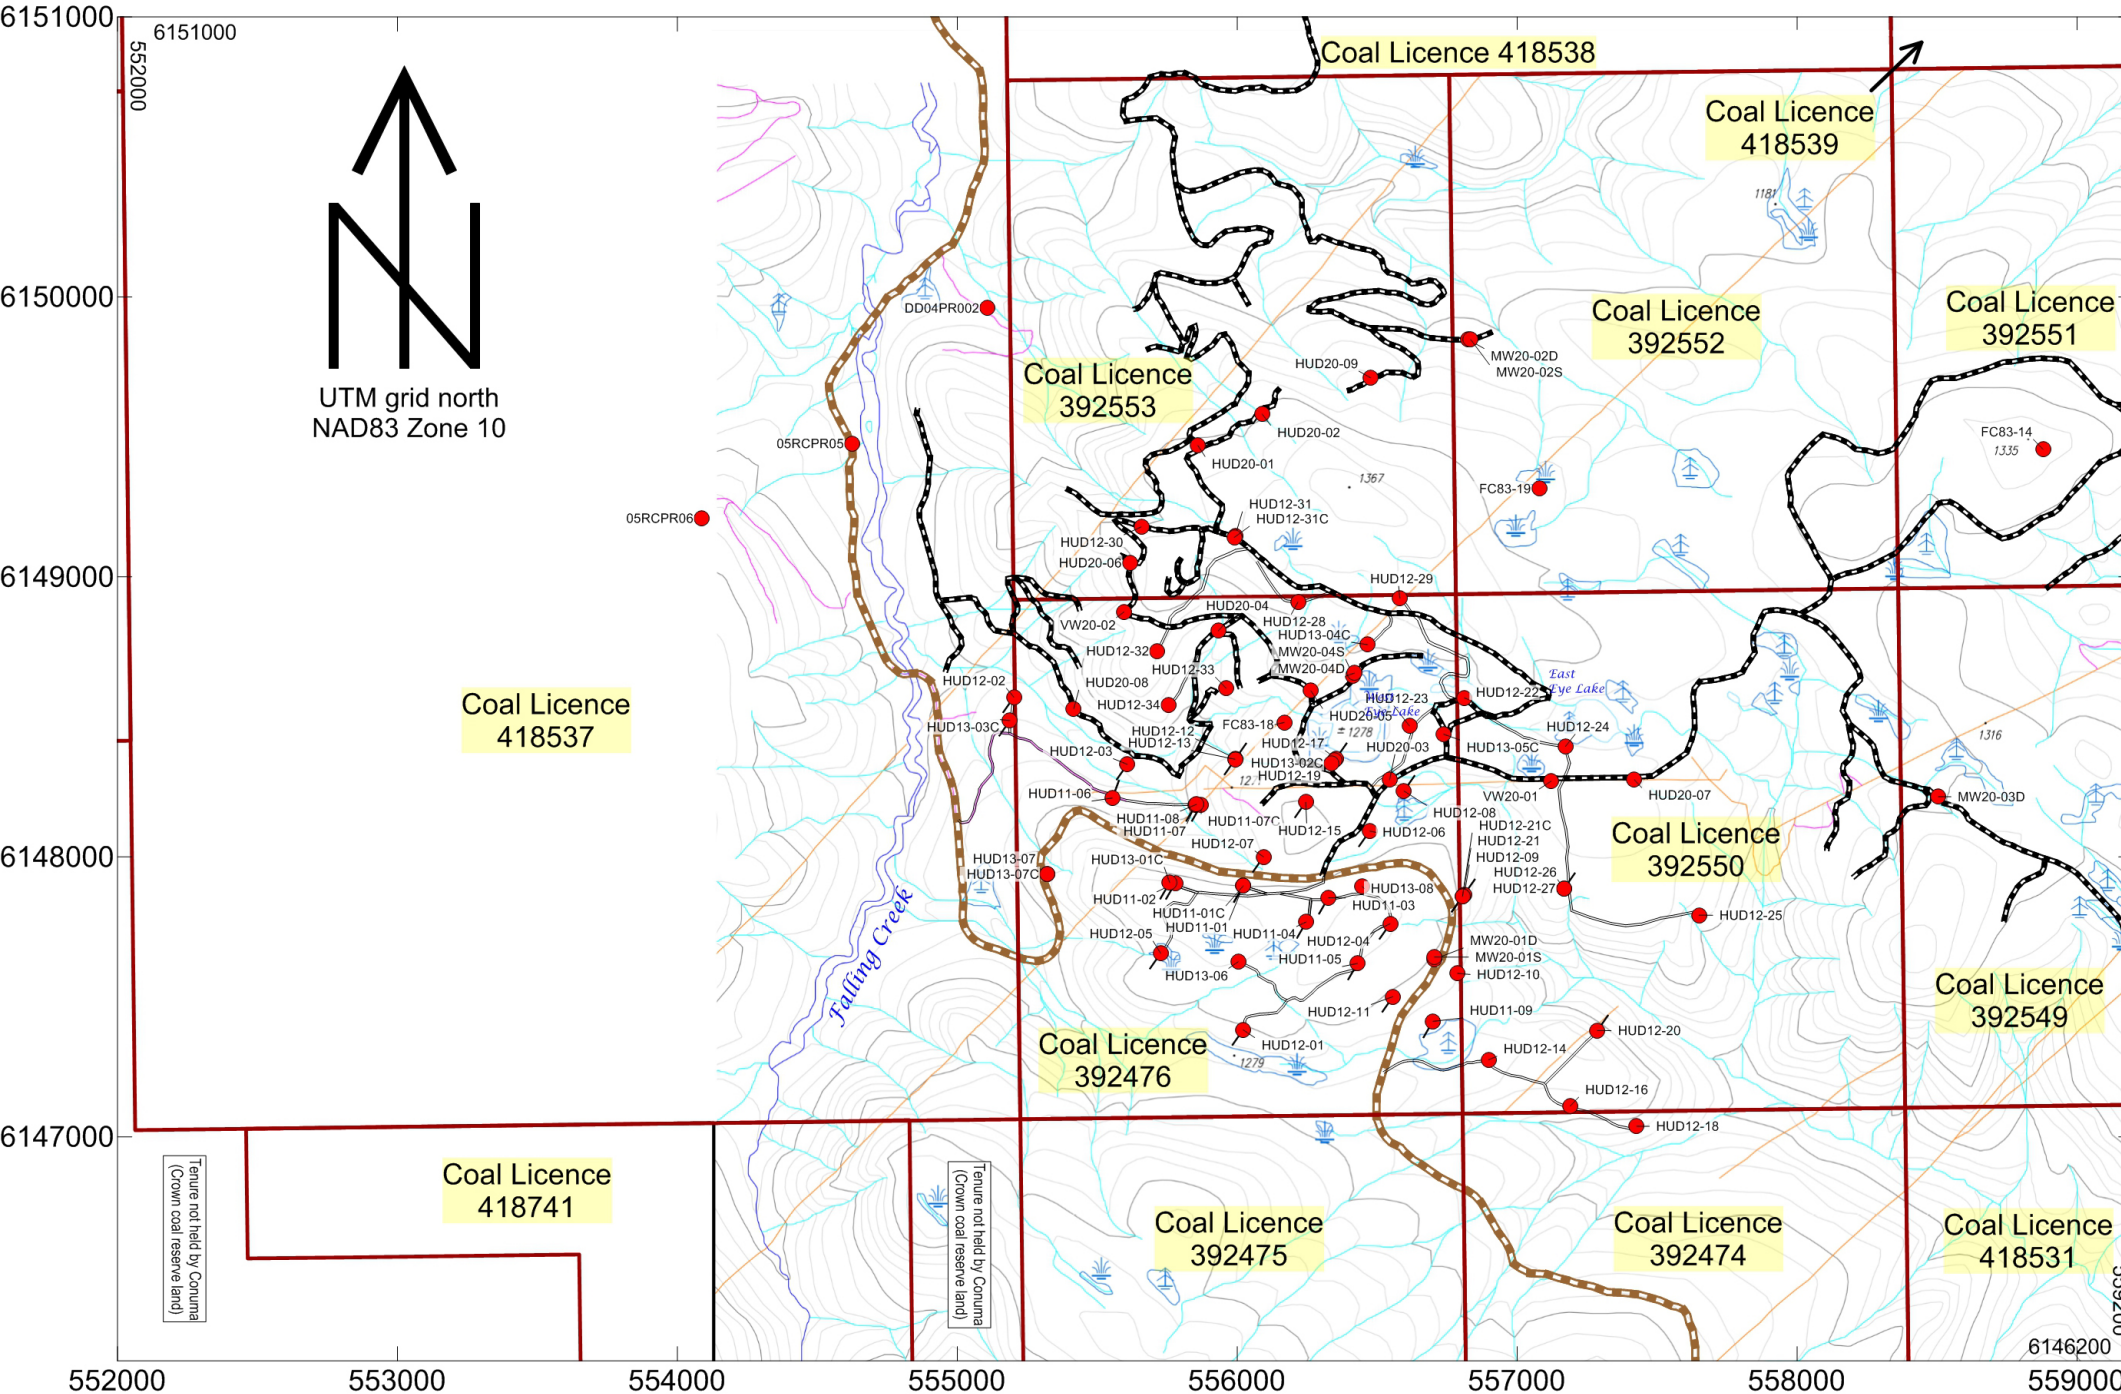 6151000
6151000
552000
Coal Licence 418538
Coal Licence
418539
1181
6150000
DD04PR002
Coal Licence
392552
Coal Licence
392551
MW20-02D
MW20-02S
HUD20-09
Coal Licence
392553
UTM grid north
NAD83 Zone 10
HUD20-02
05RCPR05
HUD20-01
FC83-14
1335
1367
FC83-19
05RCPR06
HUD12-31
HUD12-31C
HUD12-30
HUD20-06
6149000
HUD12-29
HUD20-04
VW20-02
HUD12-28
HUD13-04C
HUD12-32
MW20-04S
HUD12-33
MW20-04D
HUD12-02
HUD20-08
East
Eye Lake
HUD12-34
HUD12-23
HUD12-22
Eye Lake
HUD20-05
Coal Licence
418537
HUD13-03C
FC83-18
1278
HUD12-24
1316
HUD12-12
HUD12-13
HUD12-17
HUD20-03
HUD13-05C
HUD12-03
HUD13-02C
HUD12-19
HUD11-06
VW20-01
HUD20-07
MW20-03D
HUD11-08
HUD11-07
HUD11-07C
HUD12-15
HUD12-06
HUD12-08
HUD12-21C
HUD12-21
HUD12-09
HUD12-26
HUD12-27
Coal Licence
392550
HUD12-07
6148000
HUD13-07
HUD13-07C
HUD13-01C
HUD11-02
HUD13-08
HUD11-03
HUD11-01C
HUD11-01
HUD12-25
HUD12-05
HUD11-04
HUD12-04
MW20-01D
MW20-01S
HUD11-05
HUD13-06
HUD12-10
Falling Creek
Coal Licence
392549
HUD12-11
HUD11-09
HUD12-20
HUD12-01
1279
HUD12-14
Coal Licence
392476
HUD12-16
HUD12-18
6147000
Tenure not held by Conuma
(Crown coal reserve land)
Coal Licence
418741
Tenure not held by Conuma
(Crown coal reserve land)
Coal Licence
392475
Coal Licence
392474
Coal Licence
418531
6146200
552000
553000
554000
555000
556000
557000
558000